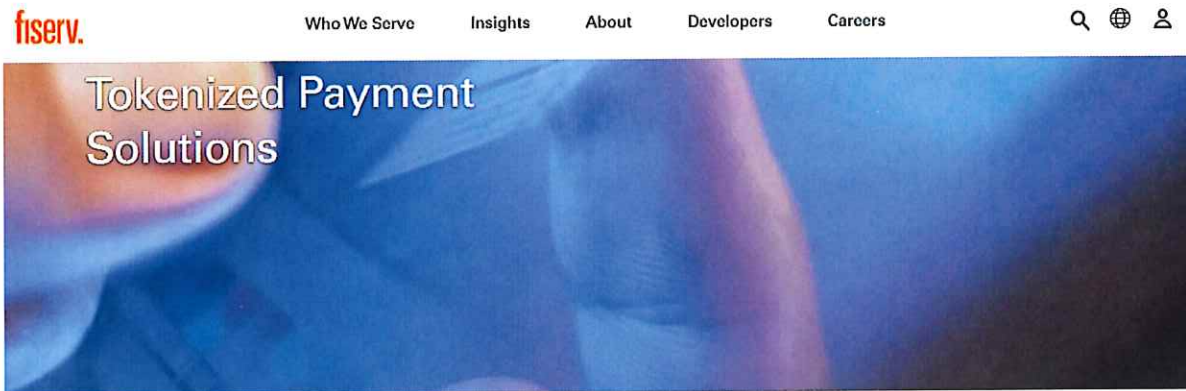 fiserv.
Who We Serve
Insights
About
Developers
Careers
Tokenized Payment
Solutions